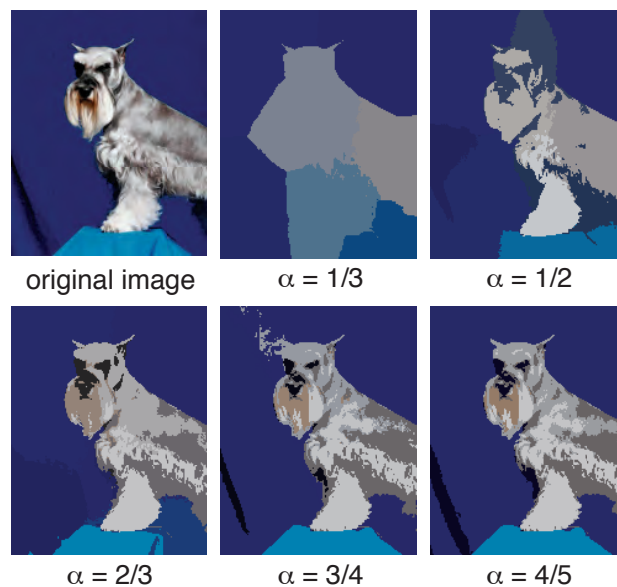 original image
α = 1/3
α = 1/2
α = 2/3
α = 3/4
α = 4/5